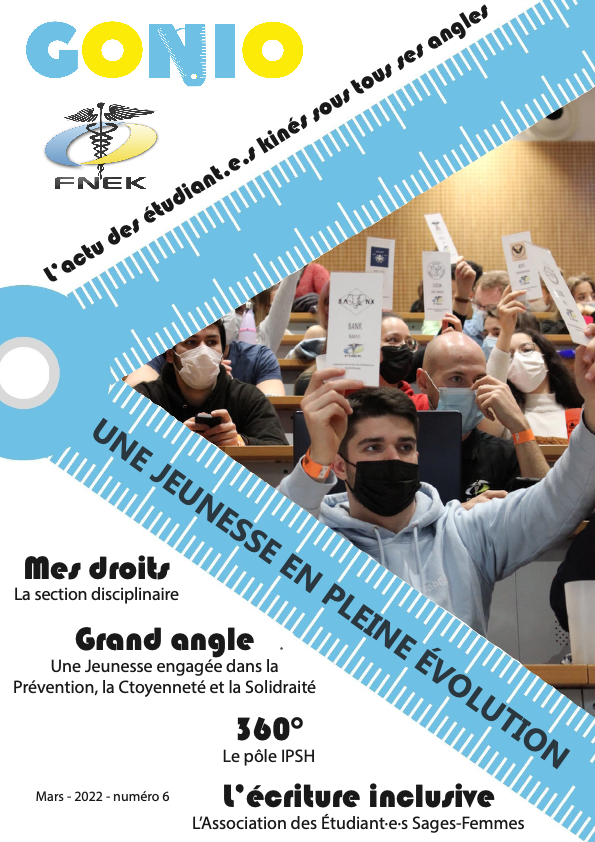 GONIO
FNEK
L'actu des étudiant.e.s kinés sous tous ses angles
BANK
UNE JEUNESSE EN PLEINE ÉVOLUTION
Mes droits
La section disciplinaire
Grand angle
Une Jeunesse engagée dans la
Prévention, la Ctoyenneté et la Solidraité
360°
Le pôle IPSH
Mars - 2022 - numéro 6
L'écriture inclusive
L'Association des Étudiant·e·s Sages-Femmes